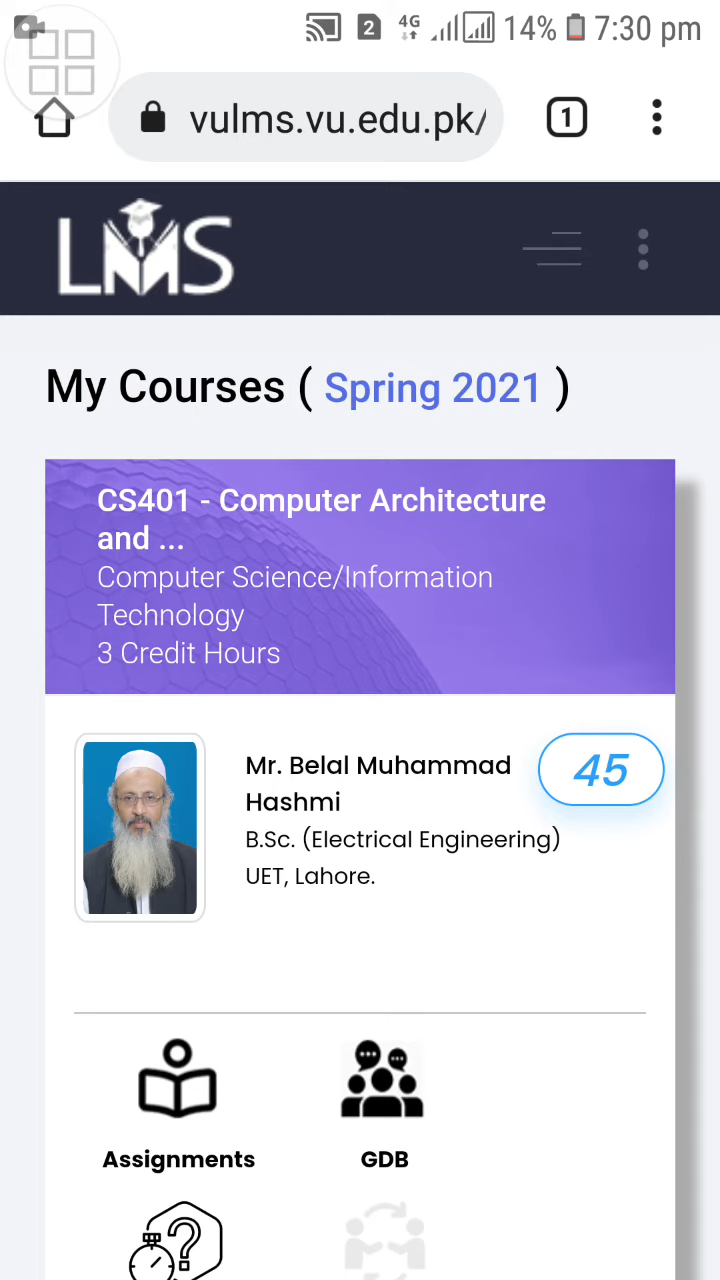 2 4G 14% 7:30 pm
vulms.vu.edu.pk/ 1
LMS
My Courses ( Spring 2021 )
CS401 - Computer Architecture
and ...
Computer Science/Information
Technology
3 Credit Hours
Mr. Belal Muhammad 45
Hashmi
B.Sc. (Electrical Engineering)
UET, Lahore.
Assignments GDB
?